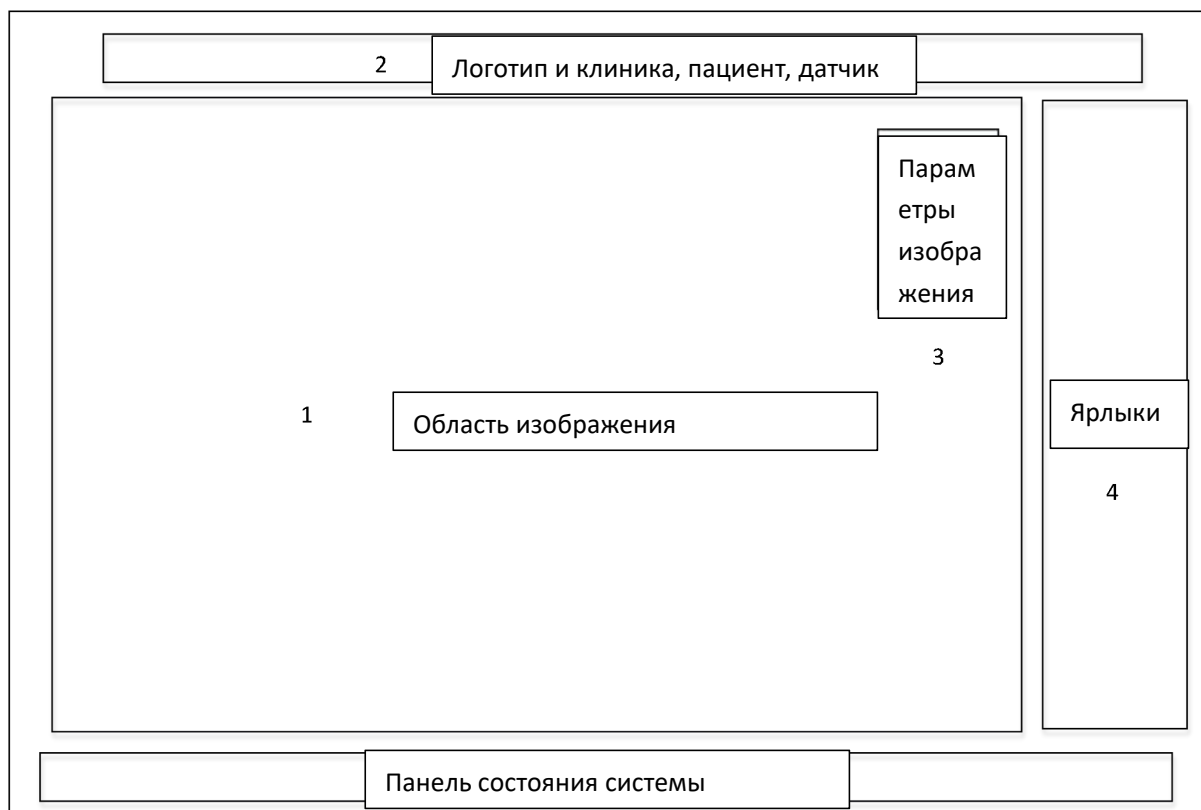 2
Логотип и клиника, пациент, датчик
Парам
етры
изобра
жения
3
1
Область изображения
Ярлыки
4
Панель состояния системы